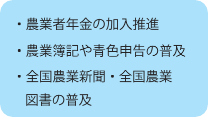 ・農業者年金の加入推進
・農業簿記や青色申告の普及
・全国農業新聞・全国農業
図書の普及